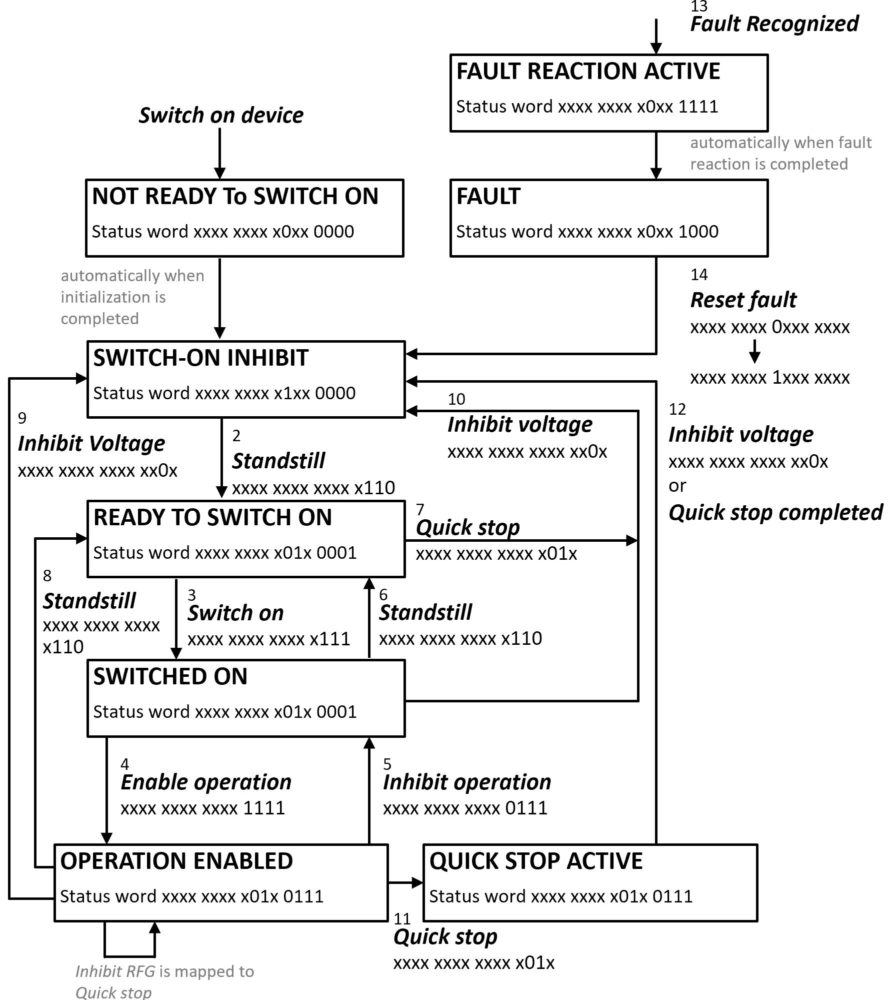 13
Fault Recognized
FAULT REACTION ACTIVE
Status word xxxx xxxx x0xx 1111
automatically when fault
reaction is completed
Switch on device
NOT READY To SWITCH ON
Status word xxxx xxxx x0xx 0000
FAULT
Status word xxxx xxxx x0xx 1000
automatically when
initialization is
completed
14
Reset fault
xxxx xxxx 0xxx xxxx
xxxx xxxx 1xxx xxxx
SWITCH-ON INHIBIT
Status word xxxx xxxx x1xx 0000
9
Inhibit Voltage
xxxx xxxx xxxx xx0x
2
Standstill
xxxx xxxx xxxx x110
10
Inhibit voltage
xxxx xxxx xxxx xx0x
12
Inhibit voltage
xxxx xxxx xxxx xx0x
or
Quick stop completed
READY TO SWITCH ON
Status word xxxx xxxx x01x 0001
7
Quick stop
xxxx xxxx xxxx x01x
8
Standstill
xxxx xxxx xxxx
x110
3
Switch on
xxxx xxxx xxxx x111
6
Standstill
xxxx xxxx xxxx x110
SWITCHED ON
Status word xxxx xxxx x01x 0001
4
Enable operation
xxxx xxxx xxxx 1111
5
Inhibit operation
xxxx xxxx xxxx 0111
OPERATION ENABLED
Status word xxxx xxxx x01x 0111
QUICK STOP ACTIVE
Status word xxxx xxxx x01x 0111
11
Quick stop
xxxx xxxx xxxx x01x
Inhibit RFG is mapped to
Quick stop